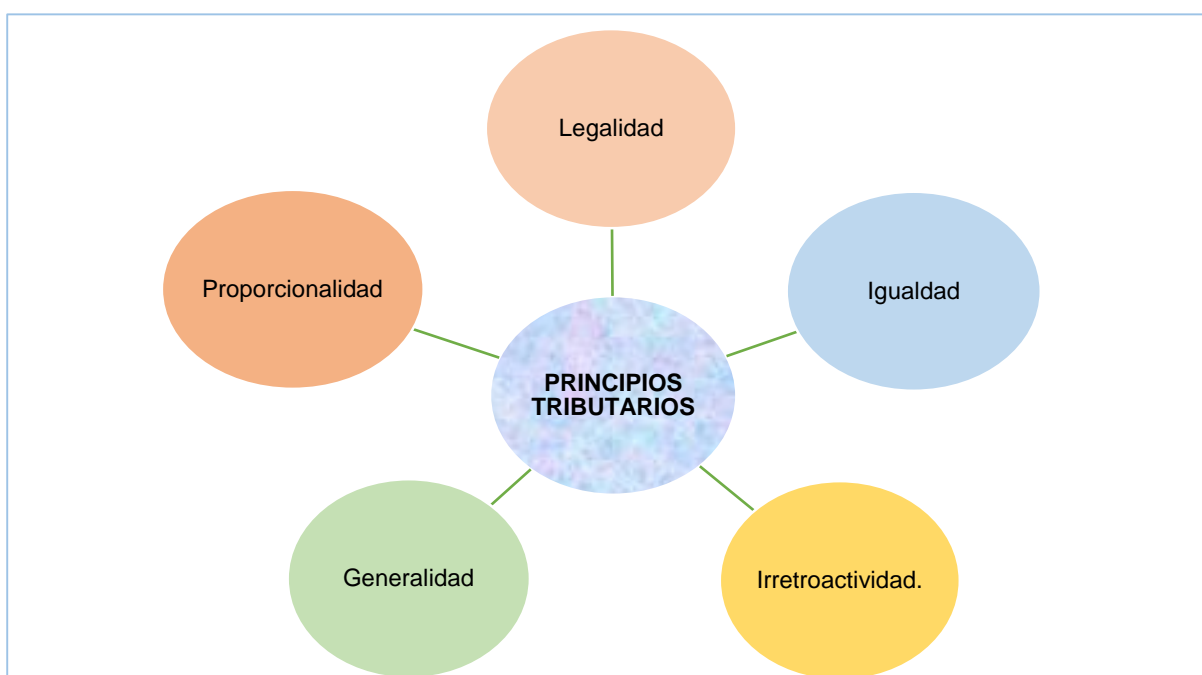 Legalidad
Proporcionalidad
Igualdad
PRINCIPIOS
TRIBUTARIOS
Generalidad
Irretroactividad.